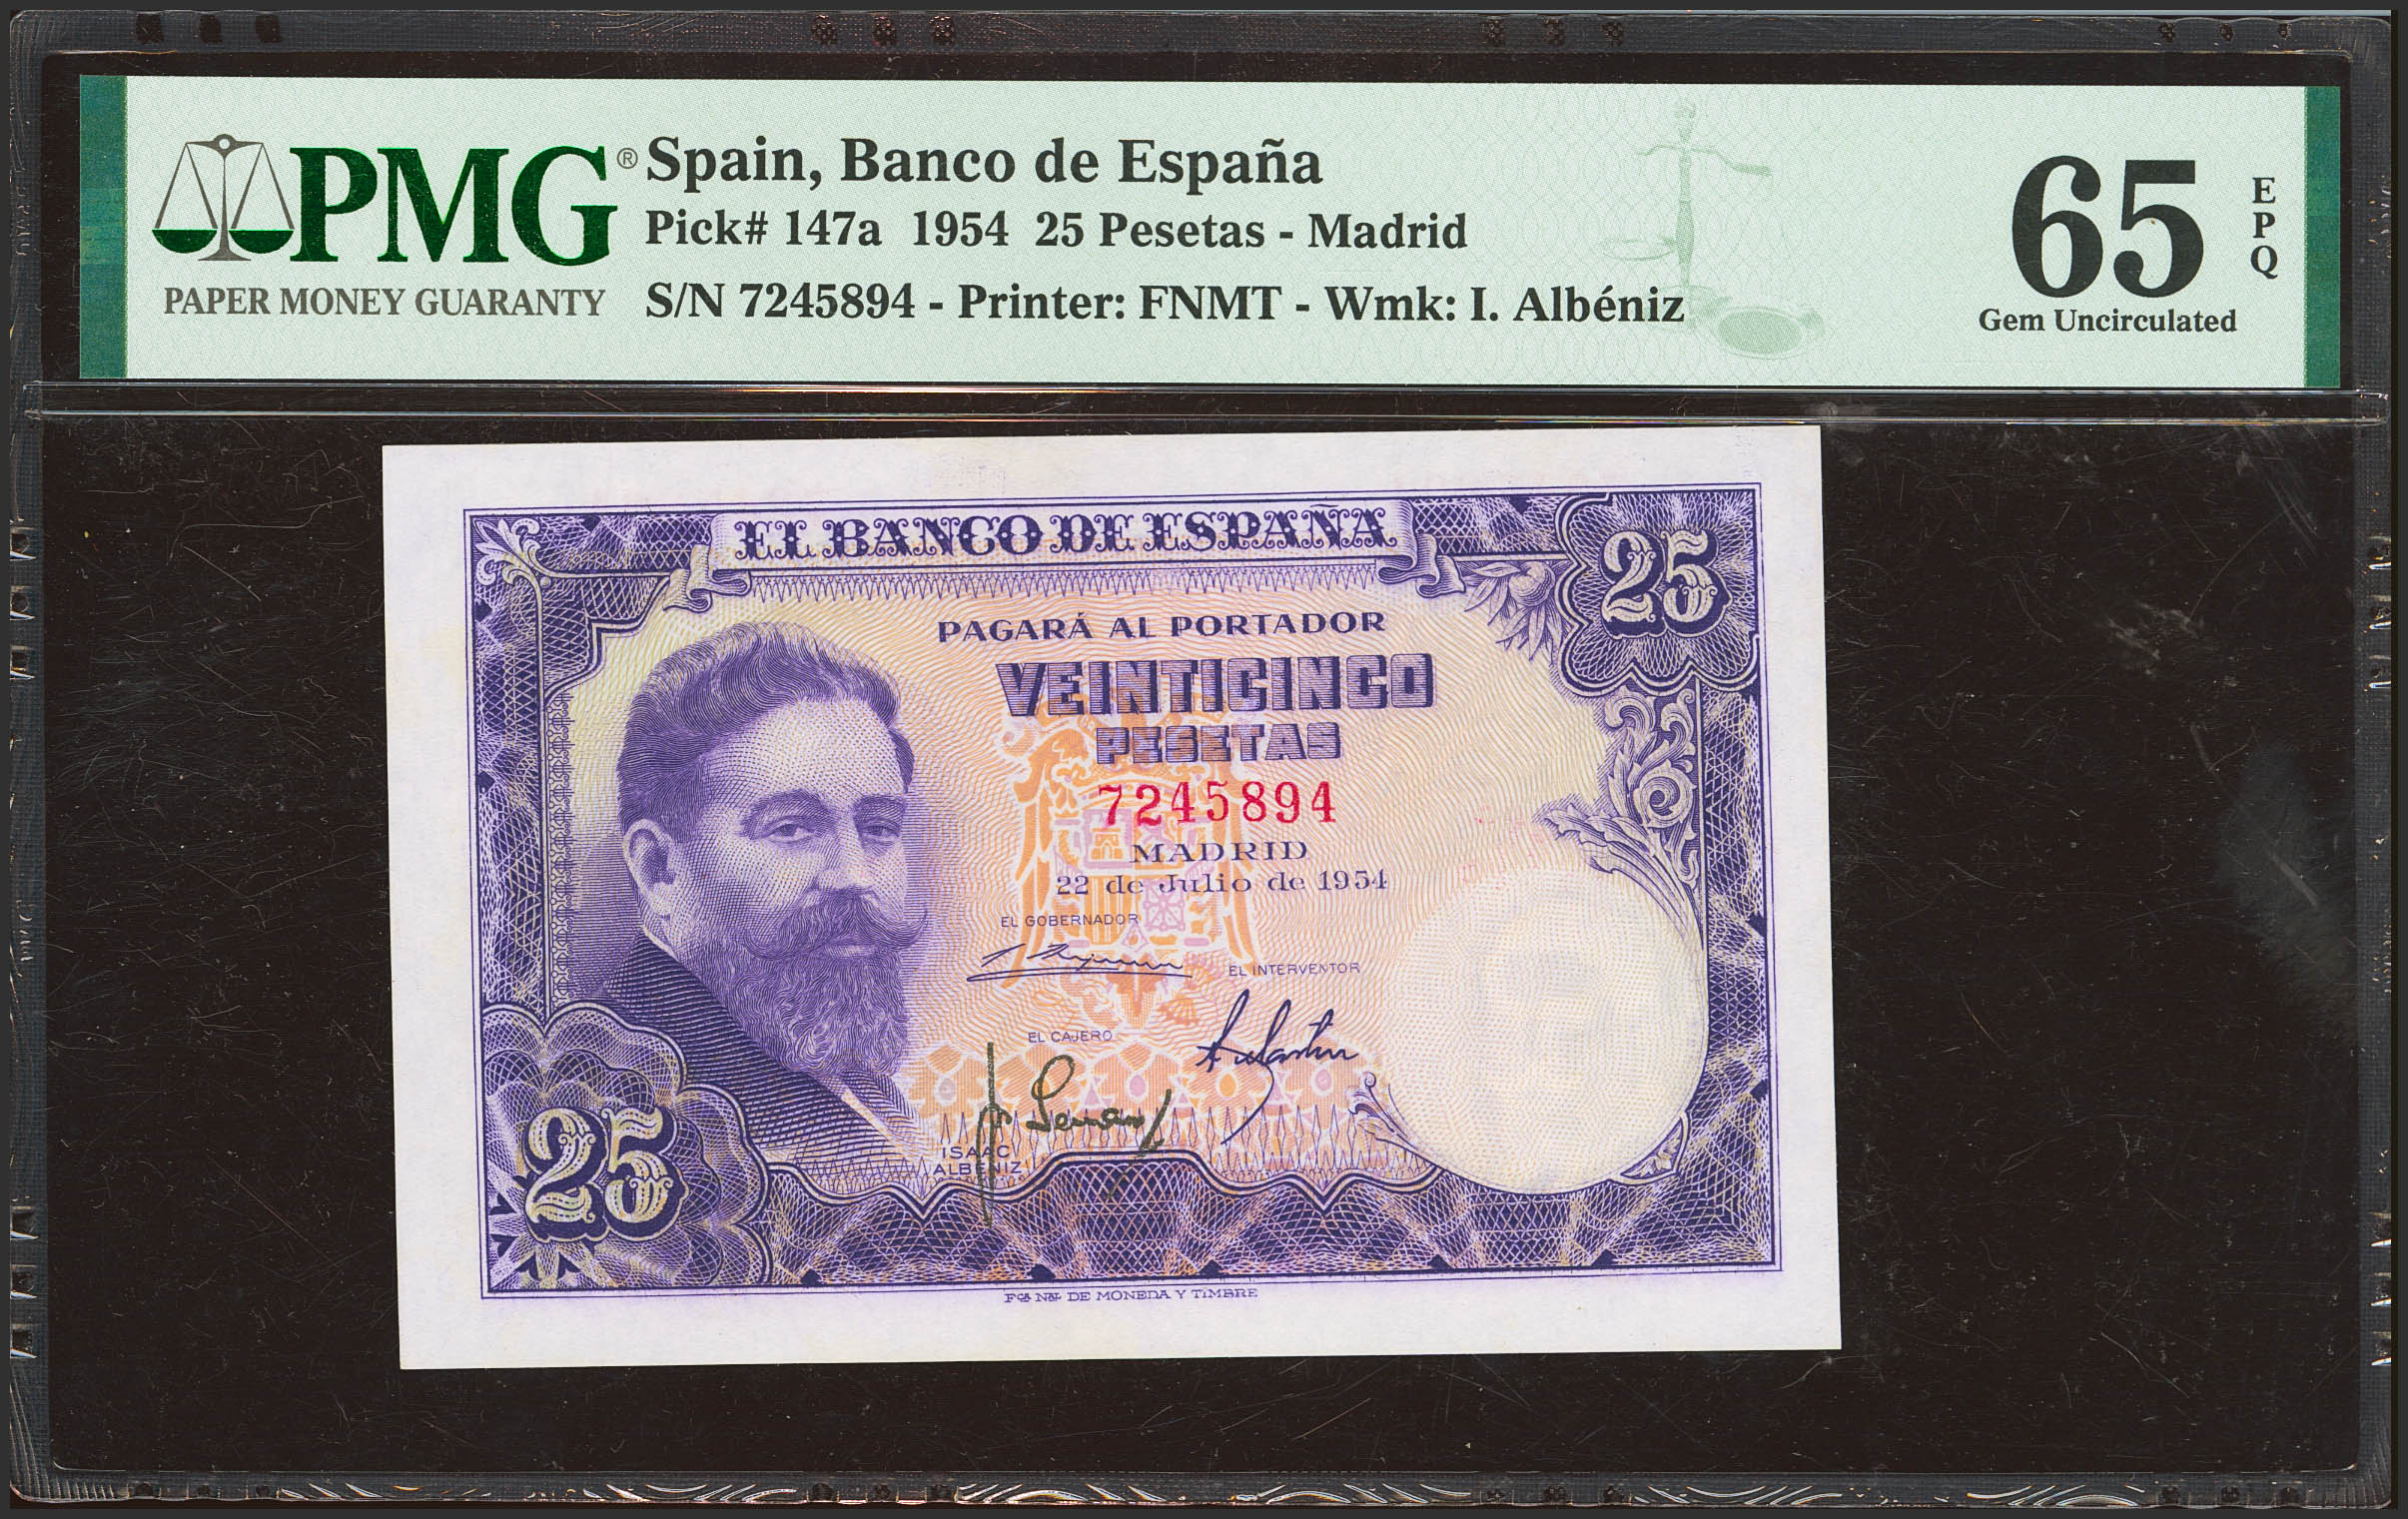 PMG®
PAPER MONEY GUARANTY
Spain, Banco de España
Pick# 147a 1954 25 Pesetas - Madrid
S/N 7245894 - Printer: FNMT - Wmk: I. Albéniz
65
EPQ
Gem Uncirculated
EL BANCO DE ESPAÑA
25
PAGARÁ AL PORTADOR
VEINTICINCO
PESETAS
7245894
MADRID
22 de Julio de 1954
EL GOBERNADOR
EL INTERVENTOR
EL CAJERO
ISAAC
ALBENIZ
25
Fca. Nal. DE MONEDA Y TIMBRE